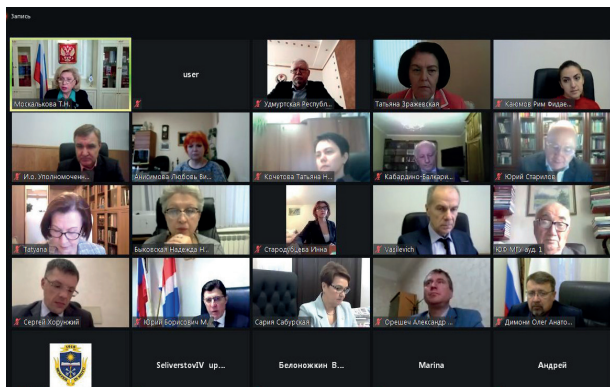 Запись
Москалькова Т.Н.
user
Удмуртская Республ...
Татьяна Зражевская
Каюмов Рим Фидае...
И.о. Уполномоченн...
Анисимова Любовь Ви...
Кочетова Татьяна Н...
Кабардино-Балкари...
Юрий Старилов
Tatyana
Быковская Надежда Н...
Стародубцева Инна
Vasilevich
ЮФ МГУ ауд. 1
Сергей Хорунжий
Юрий Борисович М...
Сария Сабурская
Орешеч Александр ...
Димони Олег Анато...
SeliverstovIV up...
Белоножкин В...
Marina
Андрей